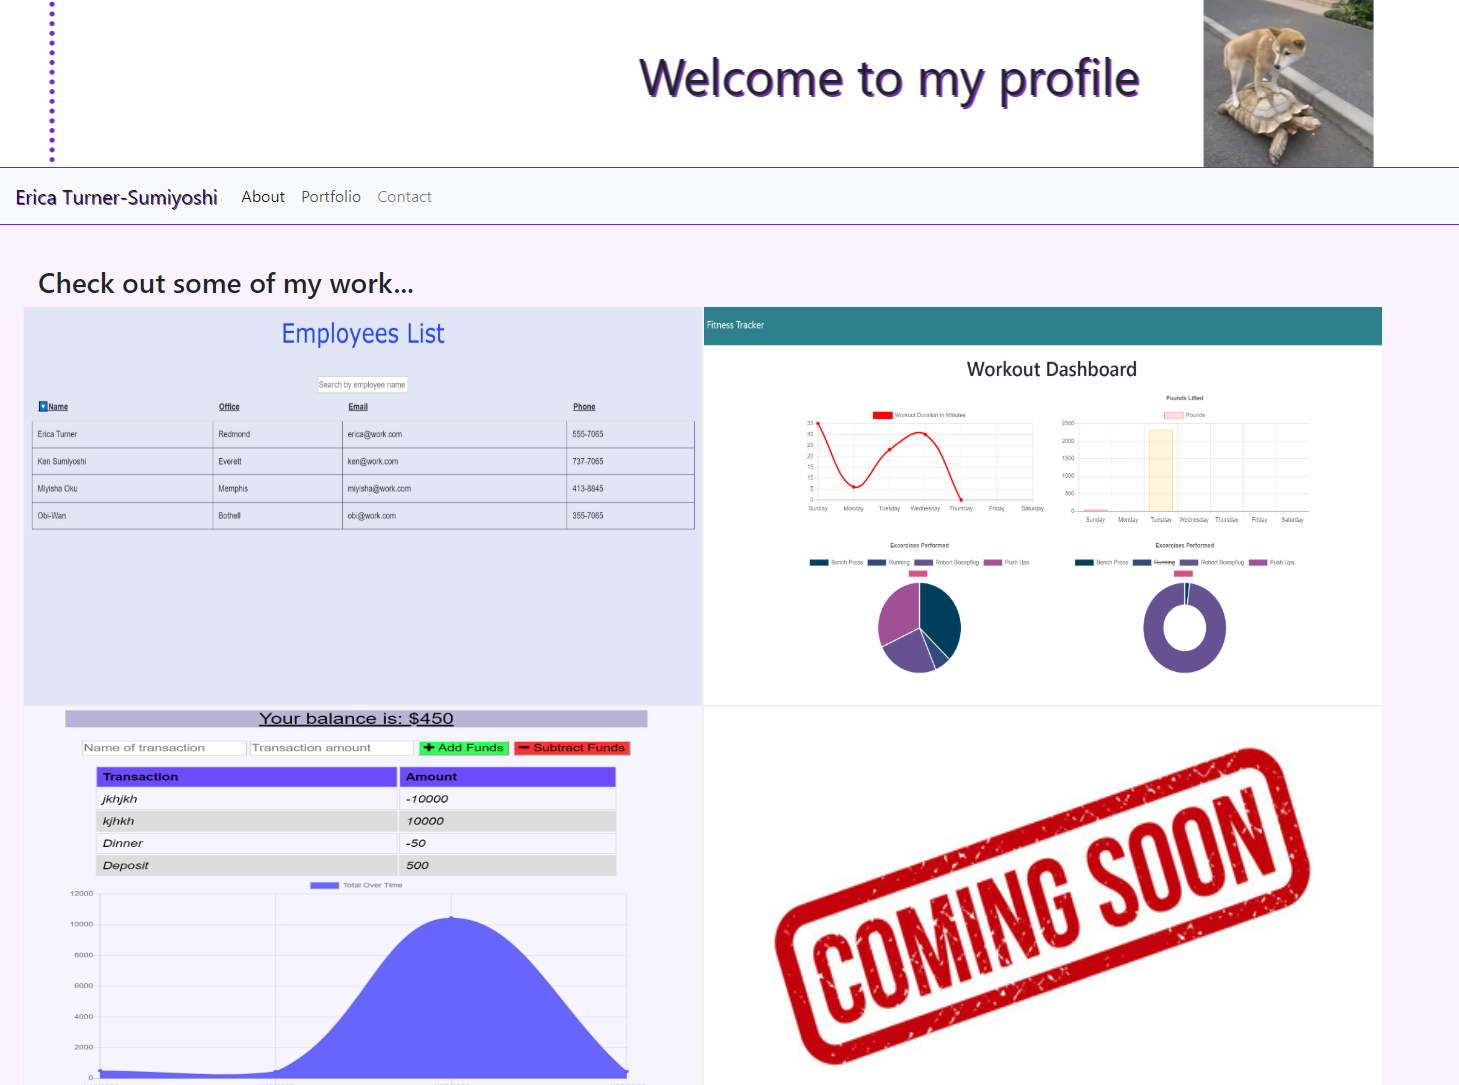 Welcome to my profile
Erica Turner-Sumiyoshi About Portfolio Contact
Check out some of my work...
Employees List
Search by employee name
Name Office Email Phone
Erica Turner Redmond erica@work.com 555-7065
Ken Sumiyoshi Everett ken@work.com 737-7065
Miyisha Oku Memphis miyisha@work.com 413-8845
Obi-Wan Bothell obi@work.com 355-7065
Fitness Tracker
Workout Dashboard
Workout Duration In Minutes
35
30
25
20
15
10
5
0
Sunday Monday Tuesday Wednesday Thursday Friday Saturday
Pounds Lifted
Pounds
2500
2000
1500
1000
500
0
Sunday Monday Tuesday Wednesday Thursday Friday Saturday
Excercises Performed
Bench Press Running Robert Boespflug Push Ups
Excercises Performed
Bench Press Running Robert Boespflug Push Ups
Your balance is: $450
Name of transaction Transaction amount + Add Funds − Subtract Funds
Transaction Amount
jkhjkh -10000
kjhkh 10000
Dinner -50
Deposit 500
Total Over Time
12000
10000
8000
6000
4000
2000
0
COMING SOON